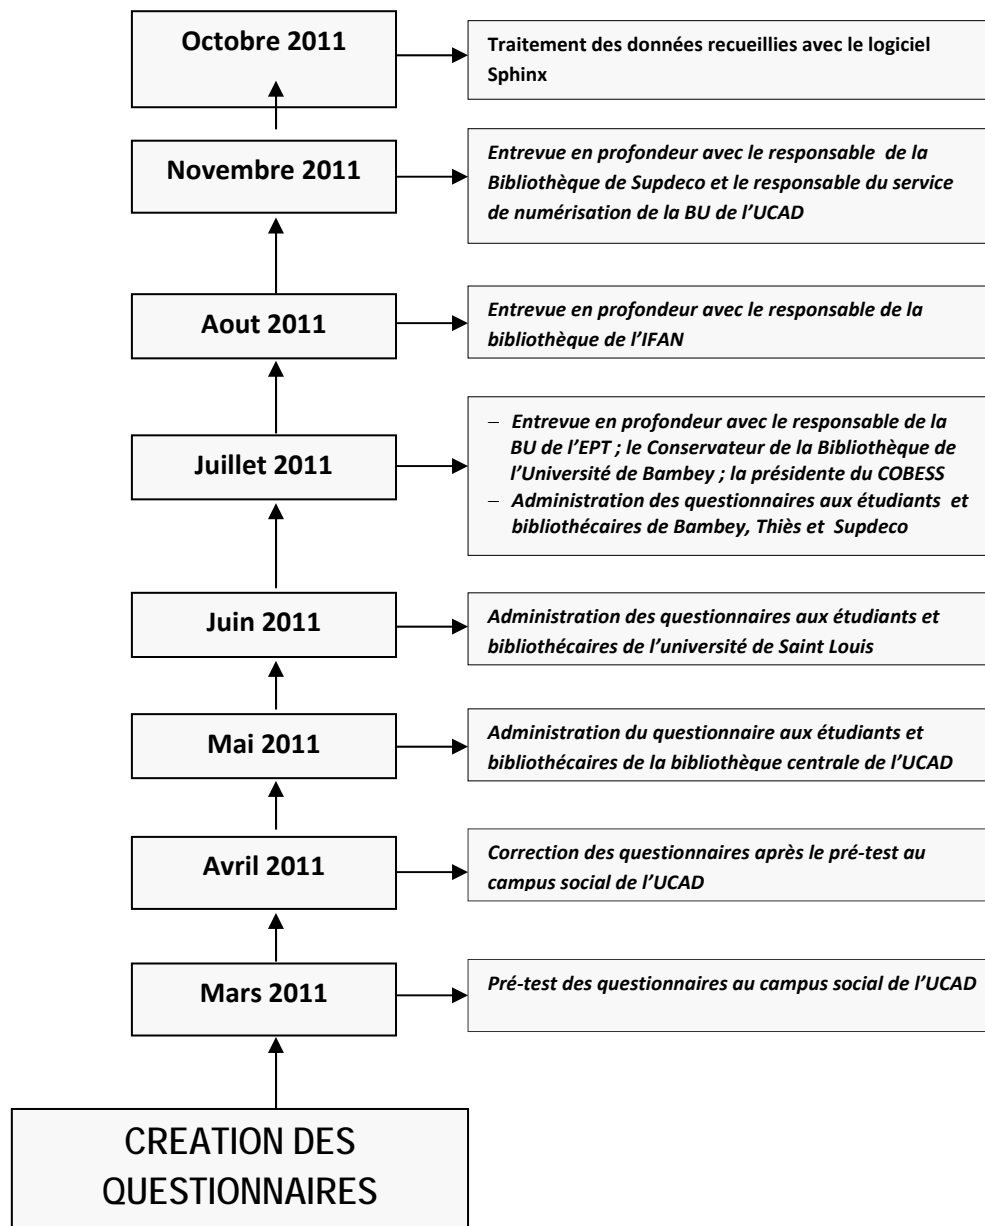 Octobre 2011
Traitement des données recueillies avec le logiciel
Sphinx
Novembre 2011
Entrevue en profondeur avec le responsable de la
Bibliothèque de Supdeco et le responsable du service
de numérisation de la BU de l’UCAD
Aout 2011
Entrevue en profondeur avec le responsable de la
bibliothèque de l’IFAN
Juillet 2011
– Entrevue en profondeur avec le responsable de la
BU de l’EPT ; le Conservateur de la Bibliothèque de
l’Université de Bambey ; la présidente du COBESS
– Administration des questionnaires aux étudiants et
bibliothécaires de Bambey, Thiès et Supdeco
Juin 2011
Administration des questionnaires aux étudiants et
bibliothécaires de l’université de Saint Louis
Mai 2011
Administration du questionnaire aux étudiants et
bibliothécaires de la bibliothèque centrale de l’UCAD
Avril 2011
Correction des questionnaires après le pré-test au
campus social de l’UCAD
Mars 2011
Pré-test des questionnaires au campus social de l’UCAD
CREATION DES
QUESTIONNAIRES